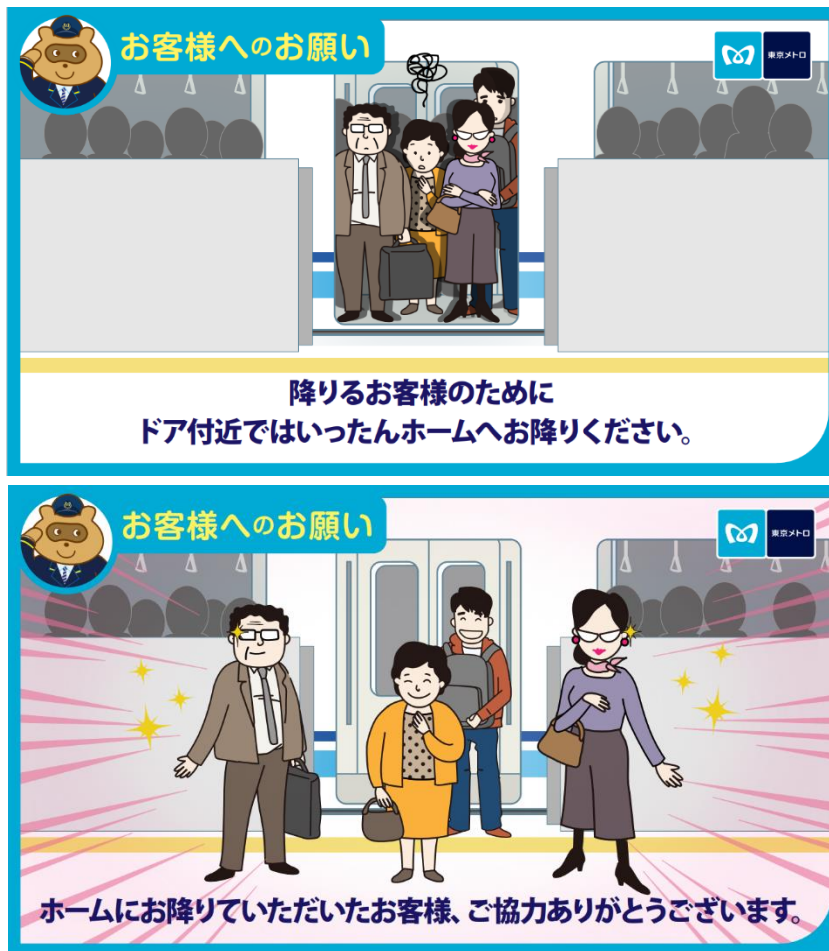 お客様へのお願い
東京メトロ
降りるお客様のために
ドア付近ではいったんホームへお降りください。
お客様へのお願い
東京メトロ
ホームにお降りていただいたお客様、ご協力ありがとうございます。